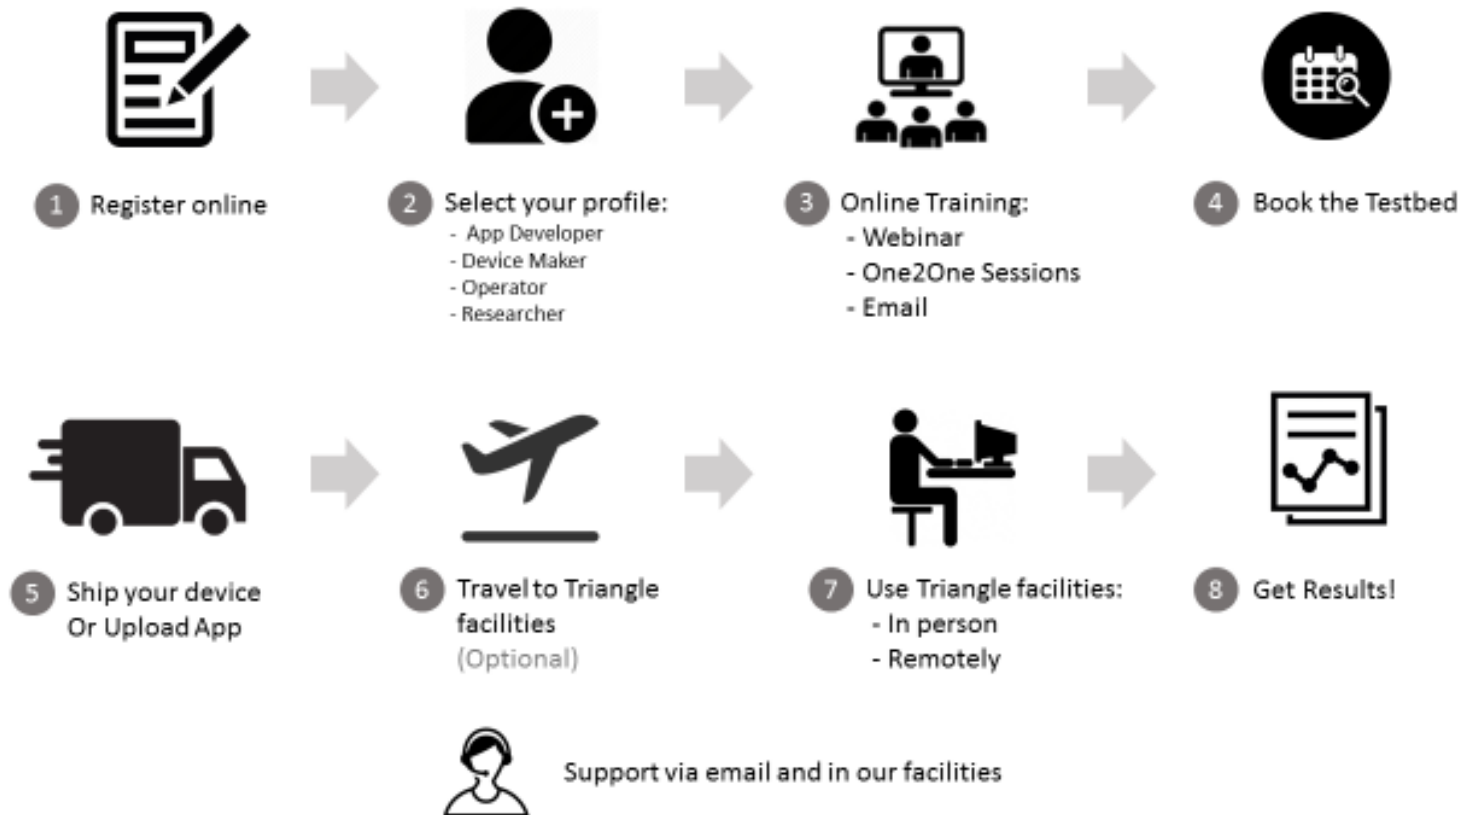 1 Register online
2 Select your profile:
- App Developer
- Device Maker
- Operator
- Researcher
3 Online Training:
- Webinar
- One2One Sessions
- Email
4 Book the Testbed
5 Ship your device
Or Upload App
6 Travel to Triangle
facilities
(Optional)
7 Use Triangle facilities:
- In person
- Remotely
8 Get Results!
Support via email and in our facilities